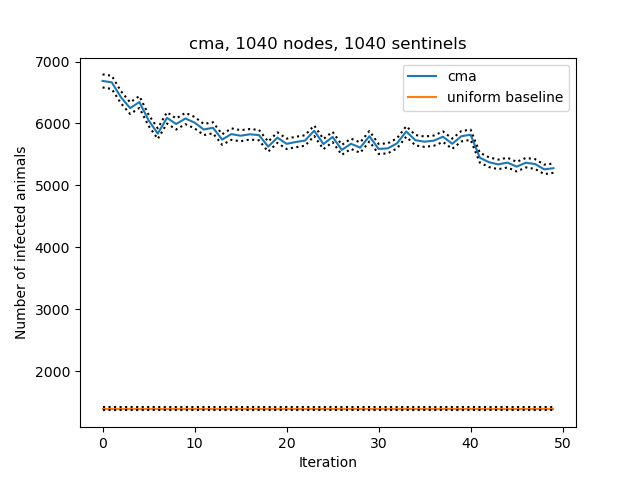 cma, 1040 nodes, 1040 sentinels
cma
uniform baseline
Number of infected animals
7000
6000
5000
4000
3000
2000
0
10
20
30
40
50
Iteration